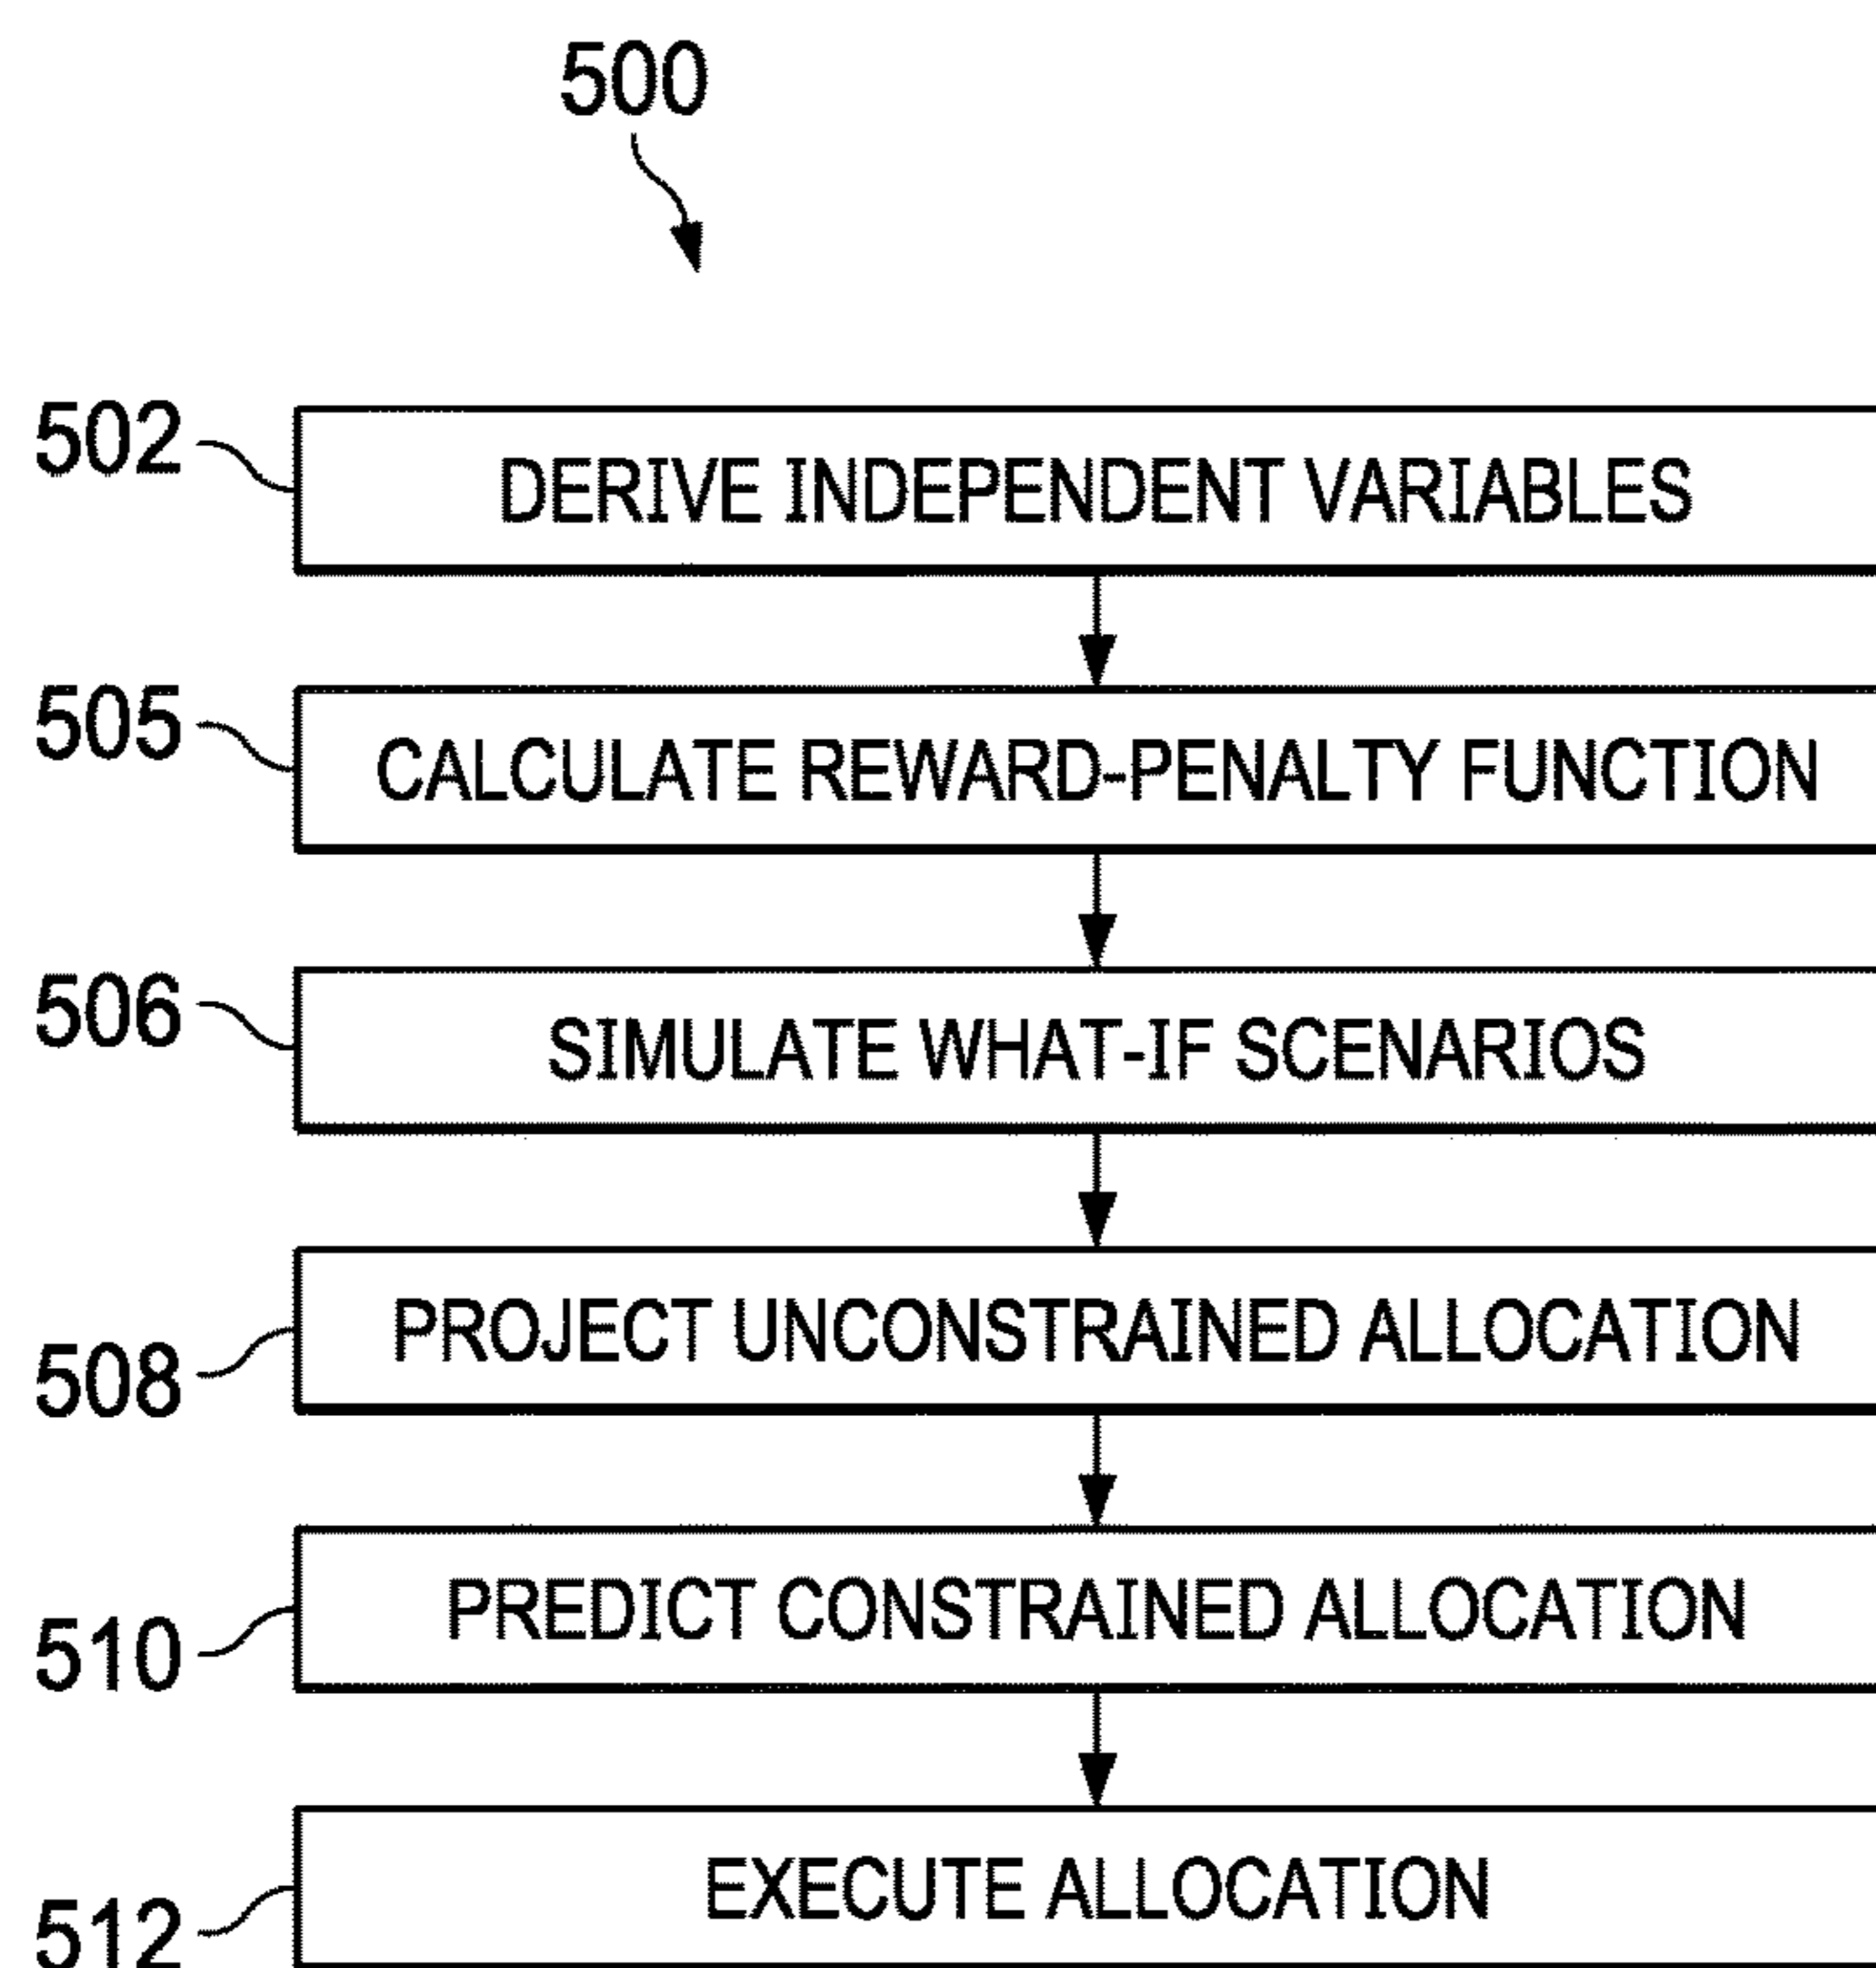 500
502
DERIVE INDEPENDENT VARIABLES
505
CALCULATE REWARD-PENALTY FUNCTION
506
SIMULATE WHAT-IF SCENARIOS
508
PROJECT UNCONSTRAINED ALLOCATION
510
PREDICT CONSTRAINED ALLOCATION
512
EXECUTE ALLOCATION